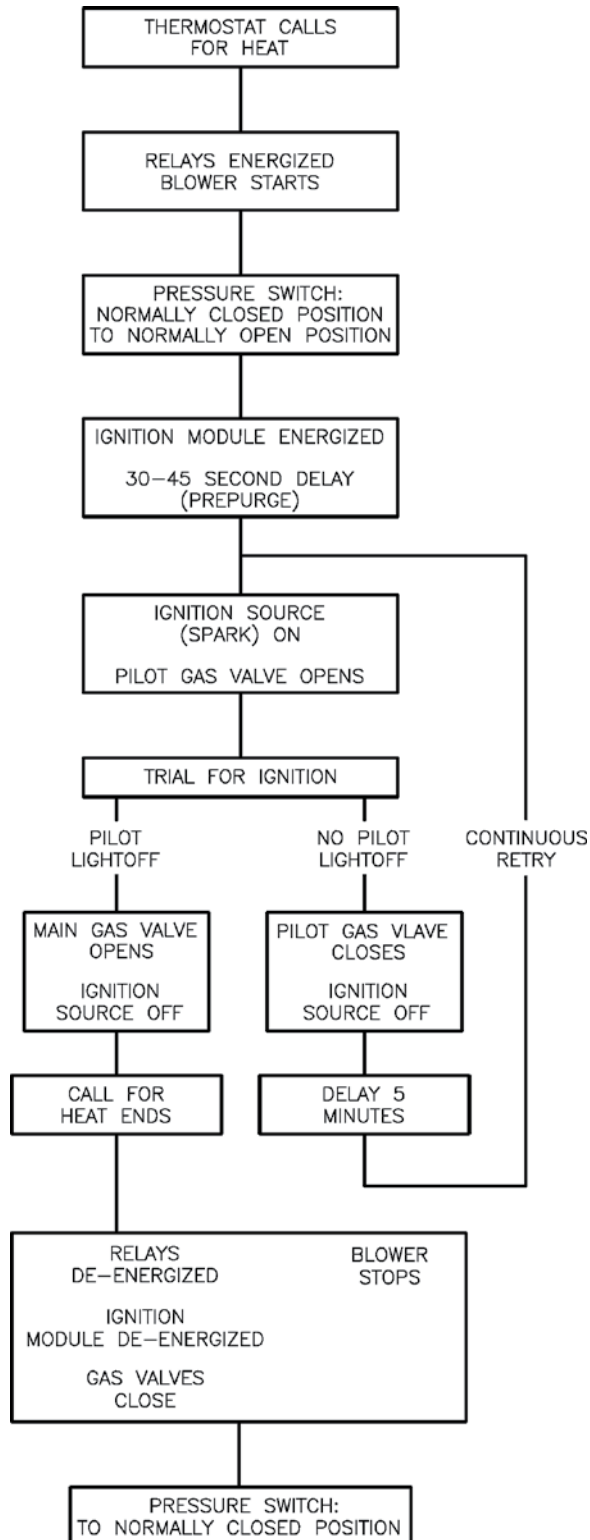 THERMOSTAT CALLS
FOR HEAT
RELAYS ENERGIZED
BLOWER STARTS
PRESSURE SWITCH:
NORMALLY CLOSED POSITION
TO NORMALLY OPEN POSITION
IGNITION MODULE ENERGIZED
30-45 SECOND DELAY
(PREPURGE)
IGNITION SOURCE
(SPARK) ON
PILOT GAS VALVE OPENS
TRIAL FOR IGNITION
PILOT
LIGHTOFF
NO PILOT
LIGHTOFF
CONTINUOUS
RETRY
MAIN GAS VALVE
OPENS
IGNITION
SOURCE OFF
PILOT GAS VLAVE
CLOSES
IGNITION
SOURCE OFF
CALL FOR
HEAT ENDS
DELAY 5
MINUTES
RELAYS
DE-ENERGIZED
BLOWER
STOPS
IGNITION
MODULE DE-ENERGIZED
GAS VALVES
CLOSE
PRESSURE SWITCH:
TO NORMALLY CLOSED POSITION